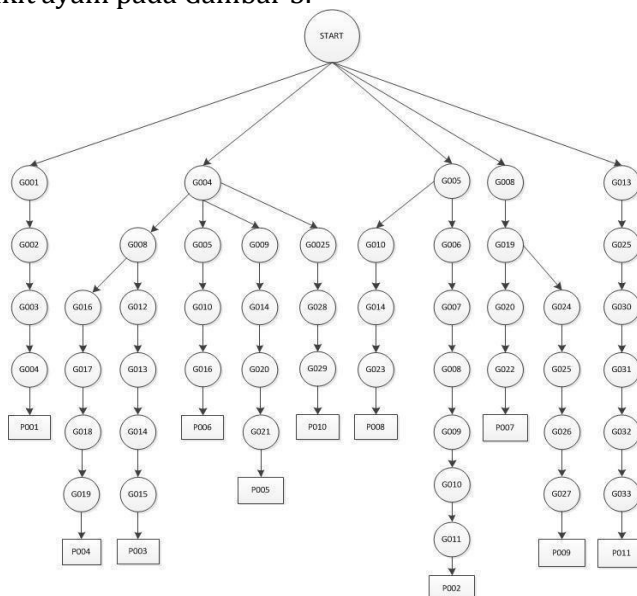 ayam pada Gambar 3.
START
G001 G004 G005 G008 G013
G002 G008 G005 G009 G0025 G010 G006 G019 G025
G003 G016 G012 G010 G014 G028 G014 G007 G020 G024 G030
G004 G017 G013 G016 G020 G029 G023 G008 G022 G025 G031
P001 G018 G014 P006 G021 P010 P008 G009 P007 G026 G032
G019 G015 P005 G010 G027 G033
P004 P003 G011 P009 P011
P002